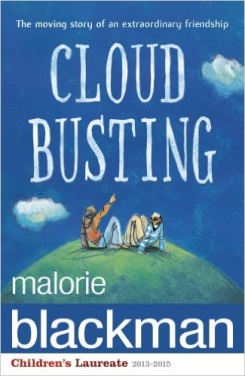 The moving story of an extraordinary friendship
CLOUD
BUSTING
malorie
blackman
Children's Laureate 2013-2015